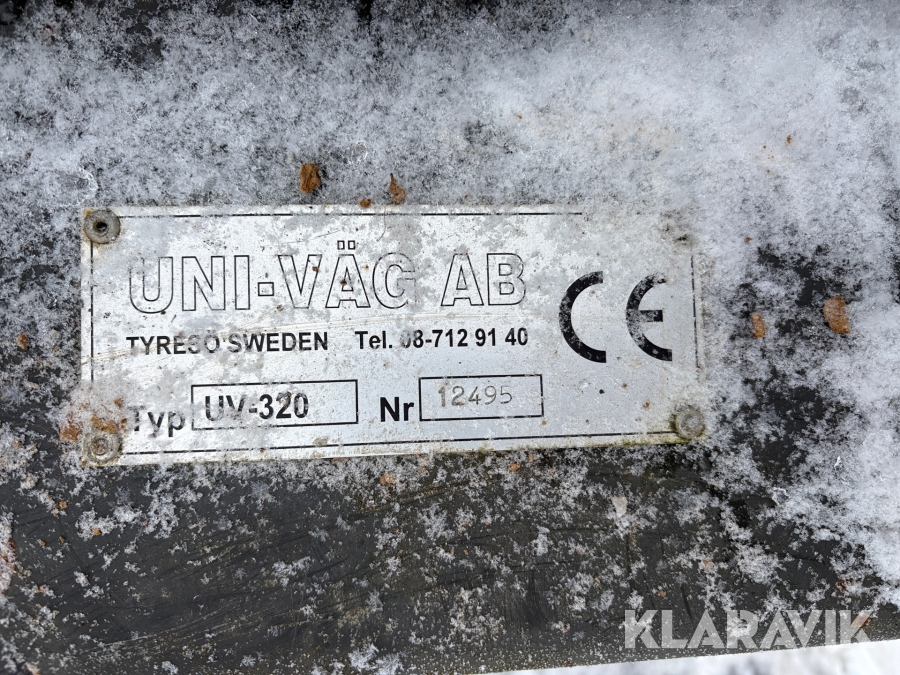 UNI-VÄG AB
TYRESÖ SWEDEN Tel. 08-712 91 40
CE
Typ UV-320 Nr 12495
KLARAVIK